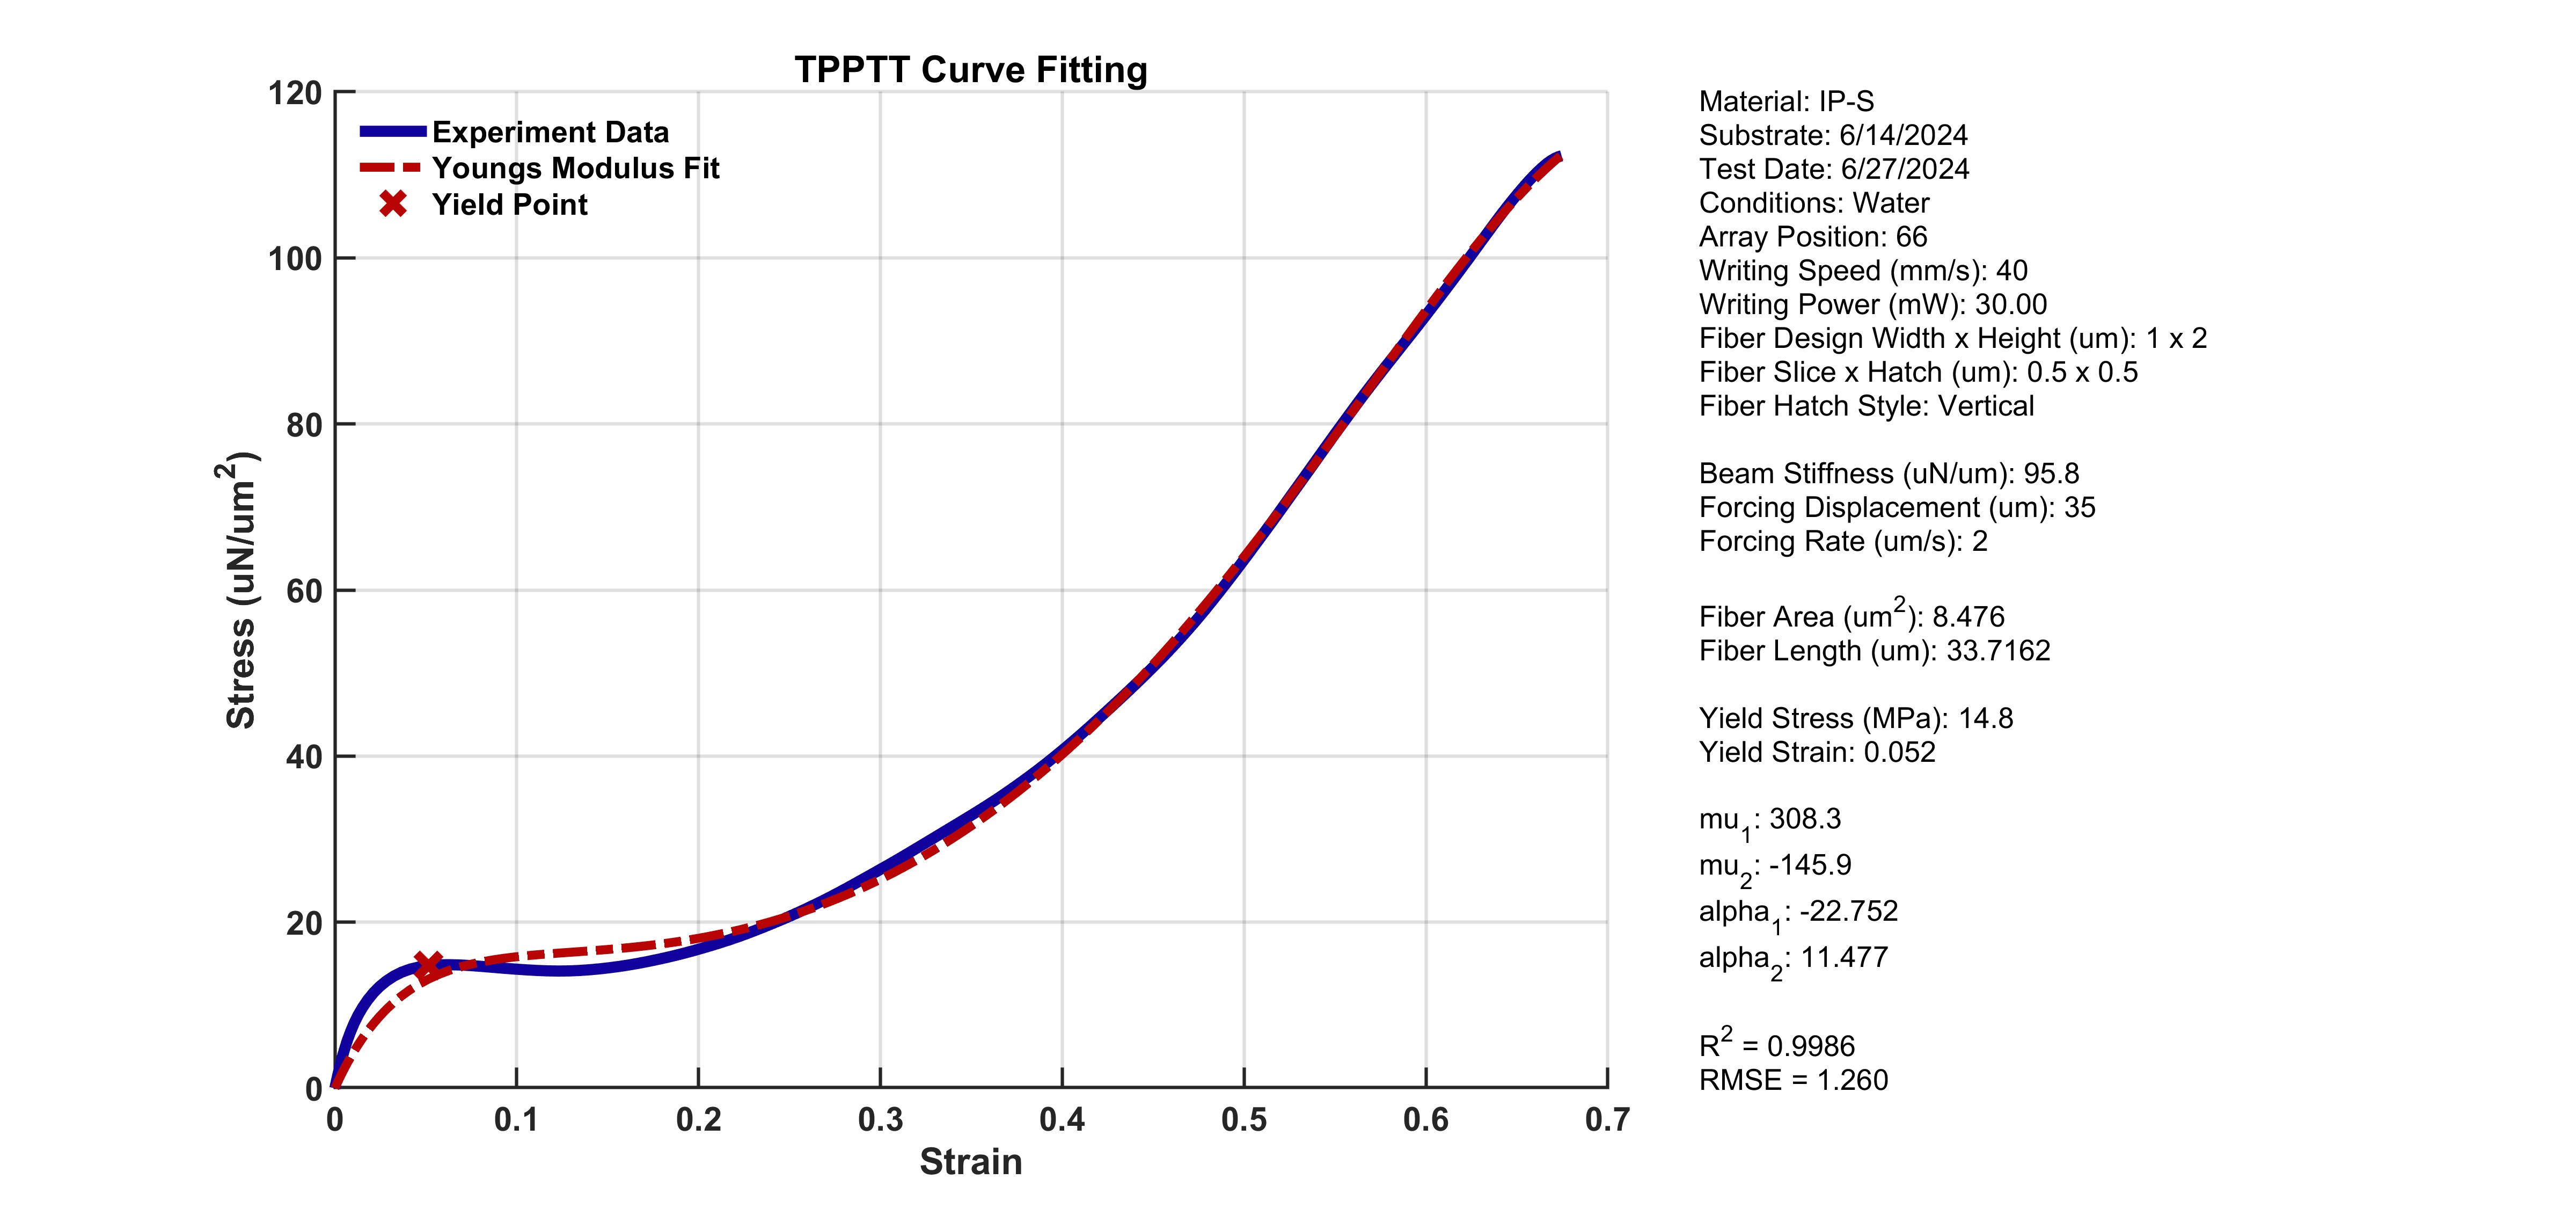 TPPTT Curve Fitting
120
100
80
60
40
20
0
Stress (uN/um²)
Experiment Data
Youngs Modulus Fit
Yield Point
0 0.1 0.2 0.3 0.4 0.5 0.6 0.7
Strain
Material: IP-S
Substrate: 6/14/2024
Test Date: 6/27/2024
Conditions: Water
Array Position: 66
Writing Speed (mm/s): 40
Writing Power (mW): 30.00
Fiber Design Width x Height (um): 1 x 2
Fiber Slice x Hatch (um): 0.5 x 0.5
Fiber Hatch Style: Vertical
Beam Stiffness (uN/um): 95.8
Forcing Displacement (um): 35
Forcing Rate (um/s): 2
Fiber Area (um²): 8.476
Fiber Length (um): 33.7162
Yield Stress (MPa): 14.8
Yield Strain: 0.052
mu₁: 308.3
mu₂: -145.9
alpha₁: -22.752
alpha₂: 11.477
R² = 0.9986
RMSE = 1.260